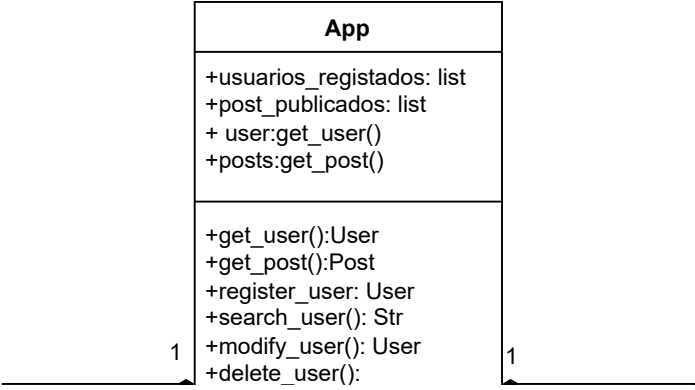 App
+usuarios_registados: list
+post_publicados: list
+ user:get_user()
+posts:get_post()
+get_user():User
+get_post():Post
+register_user: User
+search_user(): Str
+modify_user(): User
+delete_user():
1
1